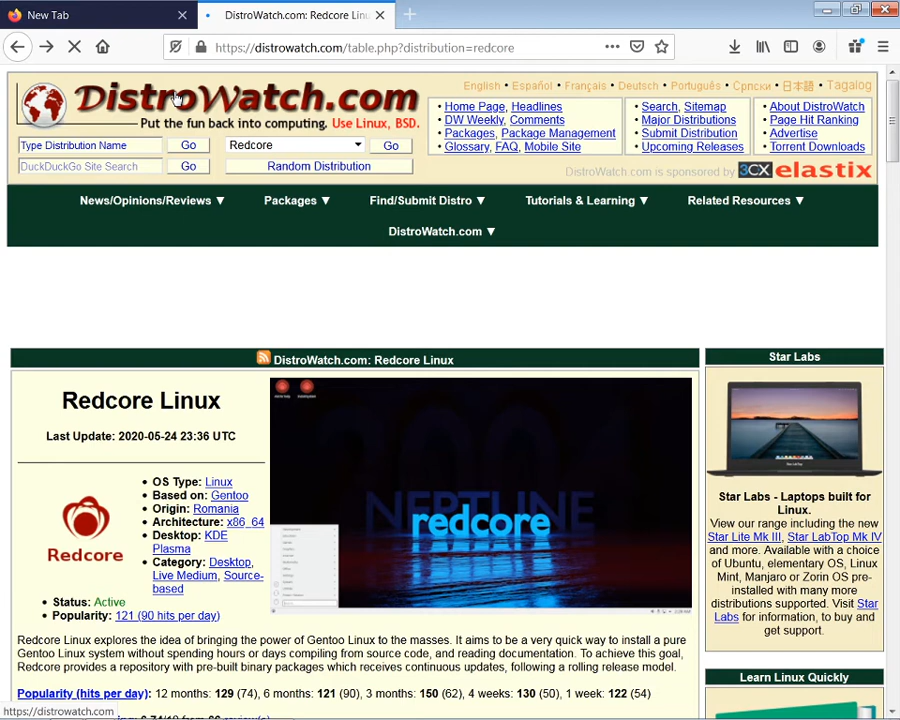 New Tab
DistroWatch.com: Redcore Linu
https://distrowatch.com/table.php?distribution=redcore
English • Español • Français • Deutsch • Português • Српски • 日本語 • Tagalog
DistroWatch.com
Put the fun back into computing. Use Linux, BSD.
Type Distribution Name Go Redcore Go
DuckDuckGo Site Search Go Random Distribution
• Home Page, Headlines
• DW Weekly, Comments
• Packages, Package Management
• Glossary, FAQ, Mobile Site
• Search, Sitemap
• Major Distributions
• Submit Distribution
• Upcoming Releases
• About DistroWatch
• Page Hit Ranking
• Advertise
• Torrent Downloads
DistroWatch.com is sponsored by 3CX elastix
News/Opinions/Reviews ▼ Packages ▼ Find/Submit Distro ▼ Tutorials & Learning ▼ Related Resources ▼
DistroWatch.com ▼
DistroWatch.com: Redcore Linux
Redcore Linux
Last Update: 2020-05-24 23:36 UTC
Redcore
• OS Type: Linux
• Based on: Gentoo
• Origin: Romania
• Architecture: x86_64
• Desktop: KDE
Plasma
• Category: Desktop,
Live Medium, Source-
based
• Status: Active
• Popularity: 121 (90 hits per day)
NEPTUNE
redcore
Redcore Linux explores the idea of bringing the power of Gentoo Linux to the masses. It aims to be a very quick way to install a pure
Gentoo Linux system without spending hours or days compiling from source code, and reading documentation. To achieve this goal,
Redcore provides a repository with pre-built binary packages which receives continuous updates, following a rolling release model.
Popularity (hits per day): 12 months: 129 (74), 6 months: 121 (90), 3 months: 150 (62), 4 weeks: 130 (50), 1 week: 122 (54)
Star Labs
Star Labs - Laptops built for
Linux.
View our range including the new
Star Lite Mk III, Star LabTop Mk IV
and more. Available with a choice
of Ubuntu, elementary OS, Linux
Mint, Manjaro or Zorin OS pre-
installed with many more
distributions supported. Visit Star
Labs for information, to buy and
get support.
Learn Linux Quickly
https://distrowatch.com